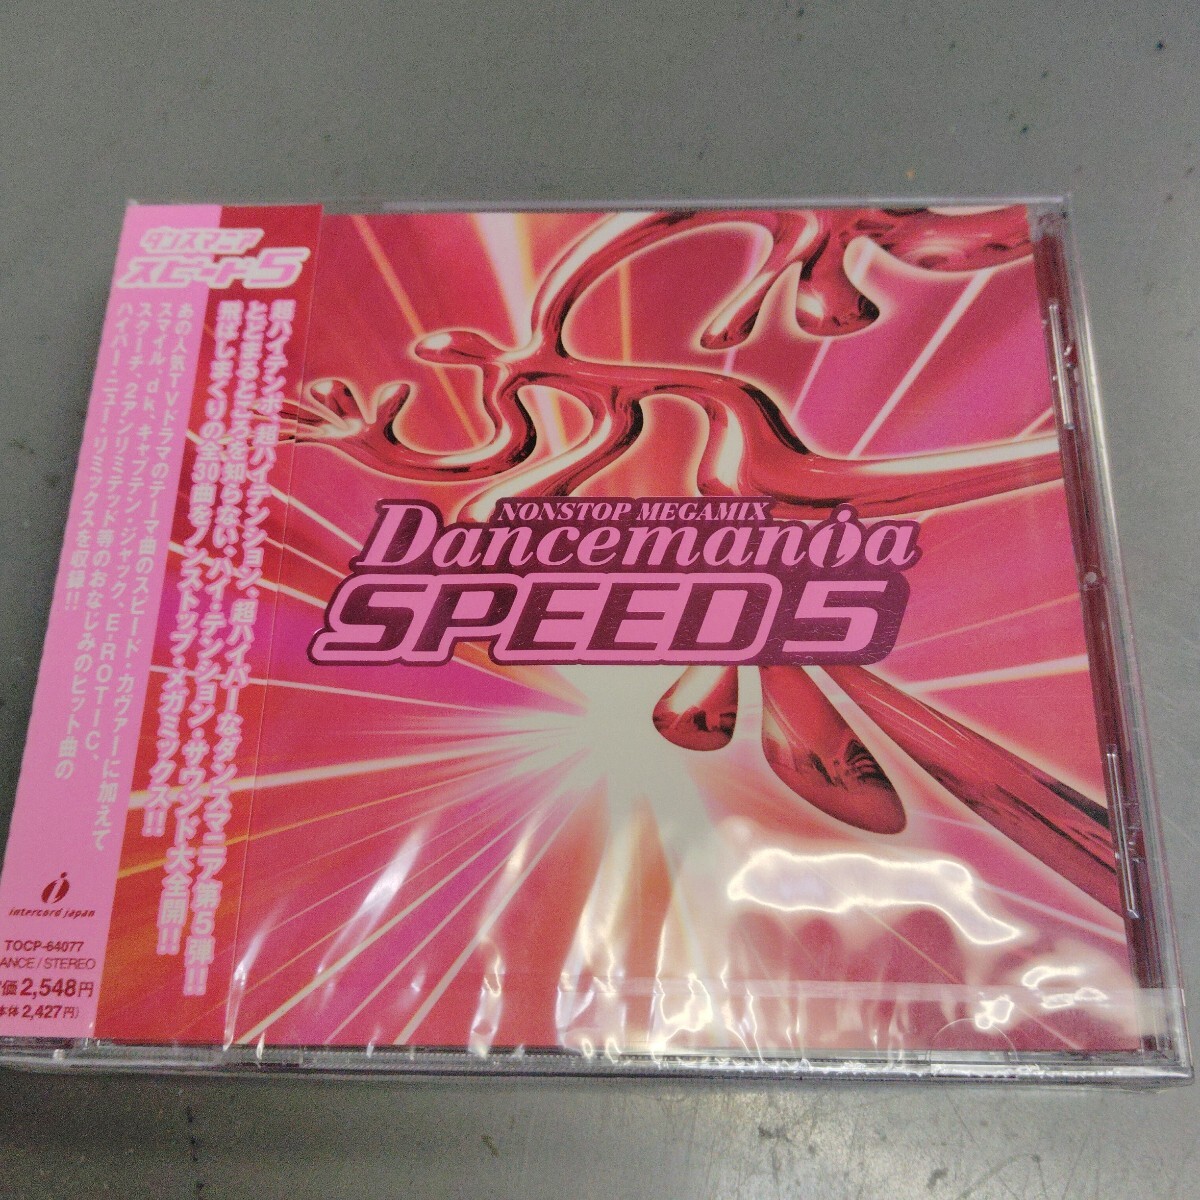 ダンスマニア
スピード5
超ハイテンポ、超ハイテンション、超ハイパーなダンスマニア第5弾!!
とどまるところを知らない・ハイ・テンション・サウンド大全開!!
飛ばしまくりの全30曲をノンストップ・メガミックス!!
あの人気TVドラマのテーマ曲のスピード・カヴァーに加えて
スマイル.dk、キャプテン・ジャック、E-ROTIC、
スクーチ、2アンリミテッド等のおなじみのヒット曲の
ハイパー・ニュー・リミックスを収録!!
i
intercord japan
TOCP-64077
ANCE/STEREO
価2,548円
本体2,427円)
NONSTOP MEGAMIX
Dancemania
SPEED5